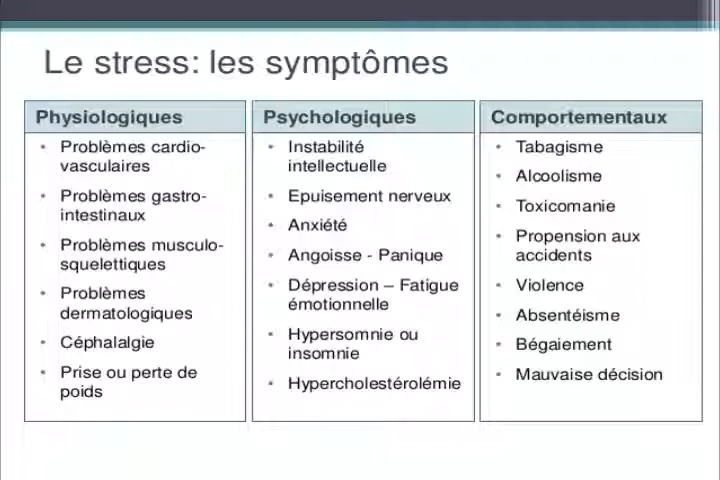 Le stress: les symptômes
Physiologiques
• Problèmes cardio-
vasculaires
• Problèmes gastro-
intestinaux
• Problèmes musculo-
squelettiques
• Problèmes
dermatologiques
• Céphalalgie
• Prise ou perte de
poids
Psychologiques
• Instabilité
intellectuelle
• Epuisement nerveux
• Anxiété
• Angoisse - Panique
• Dépression – Fatigue
émotionnelle
• Hypersomnie ou
insomnie
• Hypercholestérolémie
Comportementaux
• Tabagisme
• Alcoolisme
• Toxicomanie
• Propension aux
accidents
• Violence
• Absentéisme
• Bégaiement
• Mauvaise décision